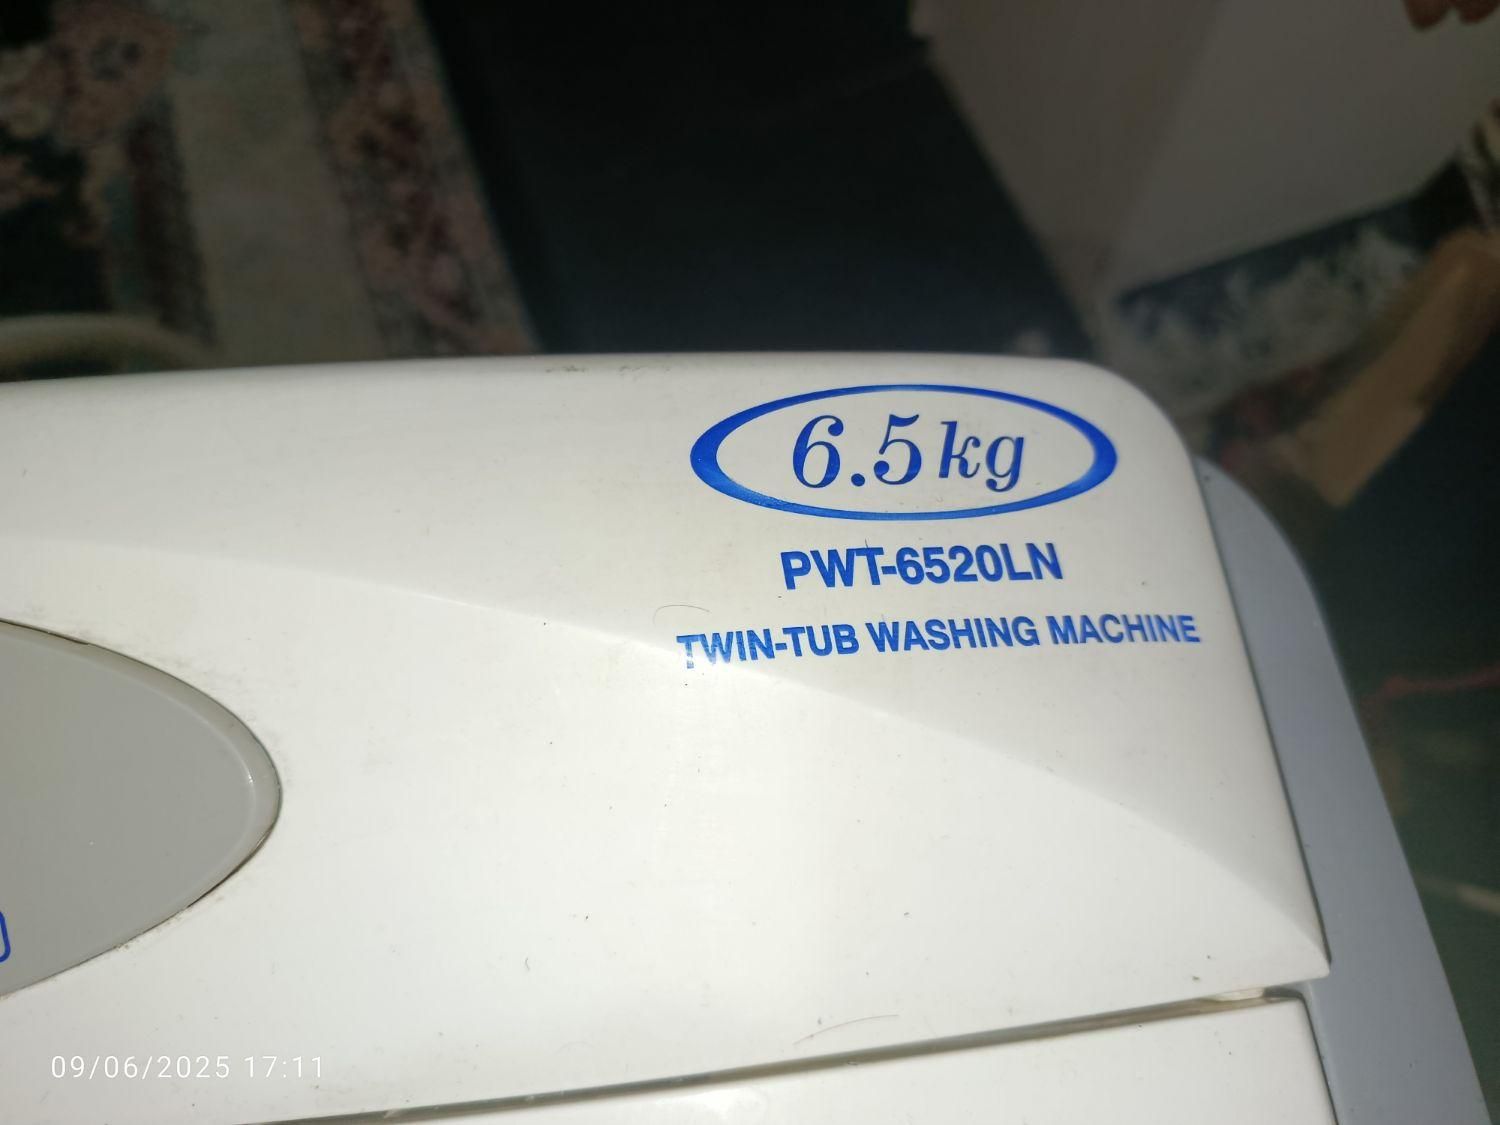 6.5kg
PWT-6520LN
TWIN-TUB WASHING MACHINE
09/06/2025 17:11